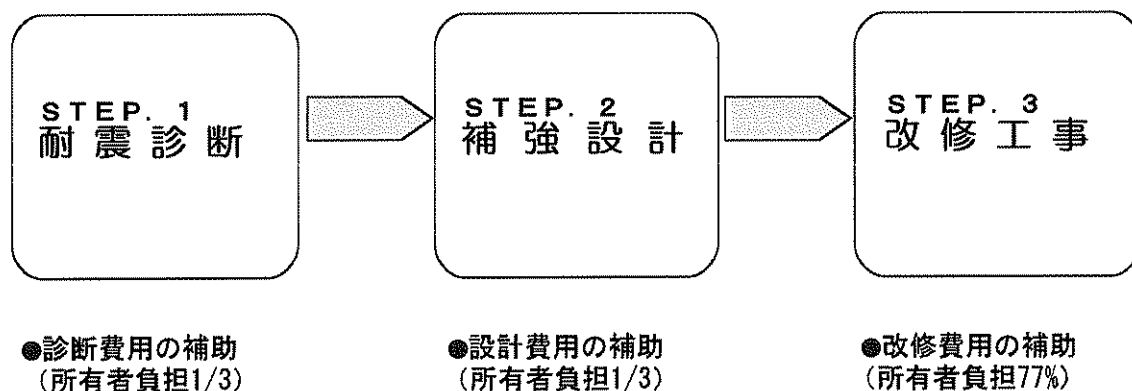 STEP. 1
耐震診断
STEP. 2
補強設計
STEP. 3
改修工事
●診断費用の補助
(所有者負担1/3)
●設計費用の補助
(所有者負担1/3)
●改修費用の補助
(所有者負担77%)